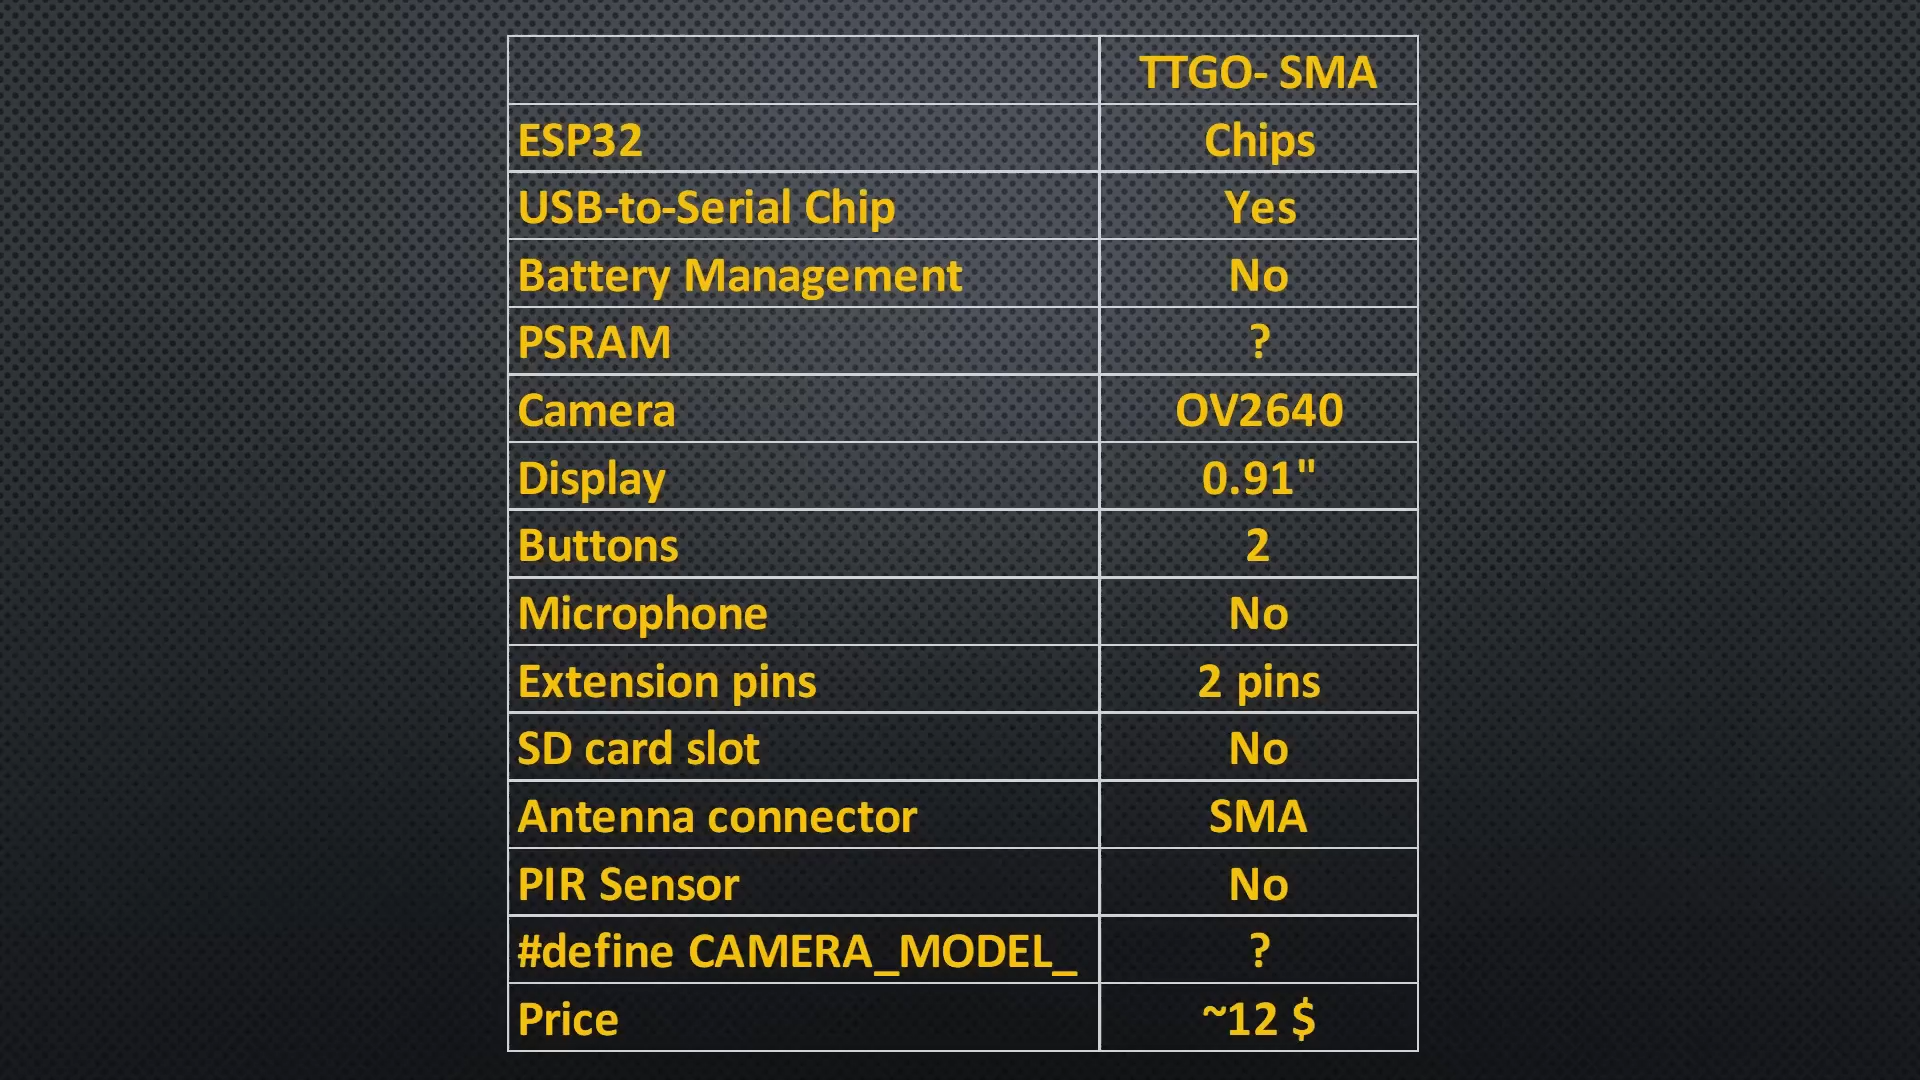 TTGO- SMA
ESP32 Chips
USB-to-Serial Chip Yes
Battery Management No
PSRAM ?
Camera OV2640
Display 0.91"
Buttons 2
Microphone No
Extension pins 2 pins
SD card slot No
Antenna connector SMA
PIR Sensor No
#define CAMERA_MODEL_ ?
Price ~12 $